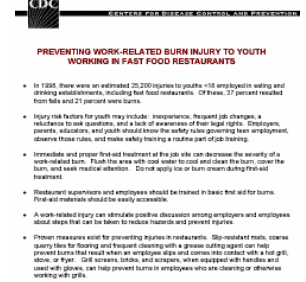 CDC
CENTERS FOR DISEASE CONTROL AND PREVENTION
PREVENTING WORK-RELATED BURN INJURY TO YOUTH
WORKING IN FAST FOOD RESTAURANTS
• In 1998, there were an estimated 25,200 injuries to youths <18 employed in eating and
drinking establishments, including fast food restaurants. Of these, 37 percent resulted
from falls and 21 percent were burns.
• Injury risk factors for youth may include: inexperience, frequent job changes, a
reluctance to ask questions, and a lack of awareness of their legal rights. Employers,
parents, educators, and youth should know the safety rules governing teen employment,
observe those rules, and make safety training a routine part of job training.
• Immediate and proper first-aid treatment at the job site can decrease the severity of a
work-related burn. Flush the area with cool water to cool and clean the burn, cover the
burn, and seek medical attention. Do not apply ice or burn cream during first-aid
treatment.
• Restaurant supervisors and employees should be trained in basic first aid for burns.
First-aid materials should be easily accessible.
• A work-related injury can stimulate positive discussion among employers and employees
about steps that can be taken to reduce hazards and prevent injuries.
• Proven measures exist for preventing injuries in restaurants. Slip-resistant mats, coarse
quarry tiles for flooring and frequent cleaning with a grease cutting agent can help
prevent burns that result when an employee slips and comes into contact with a hot grill,
stove, or fryer. Grill screens, bricks, and scrapers, when equipped with handles and
used with gloves, can help prevent burns in employees who are cleaning or otherwise
working with grills.